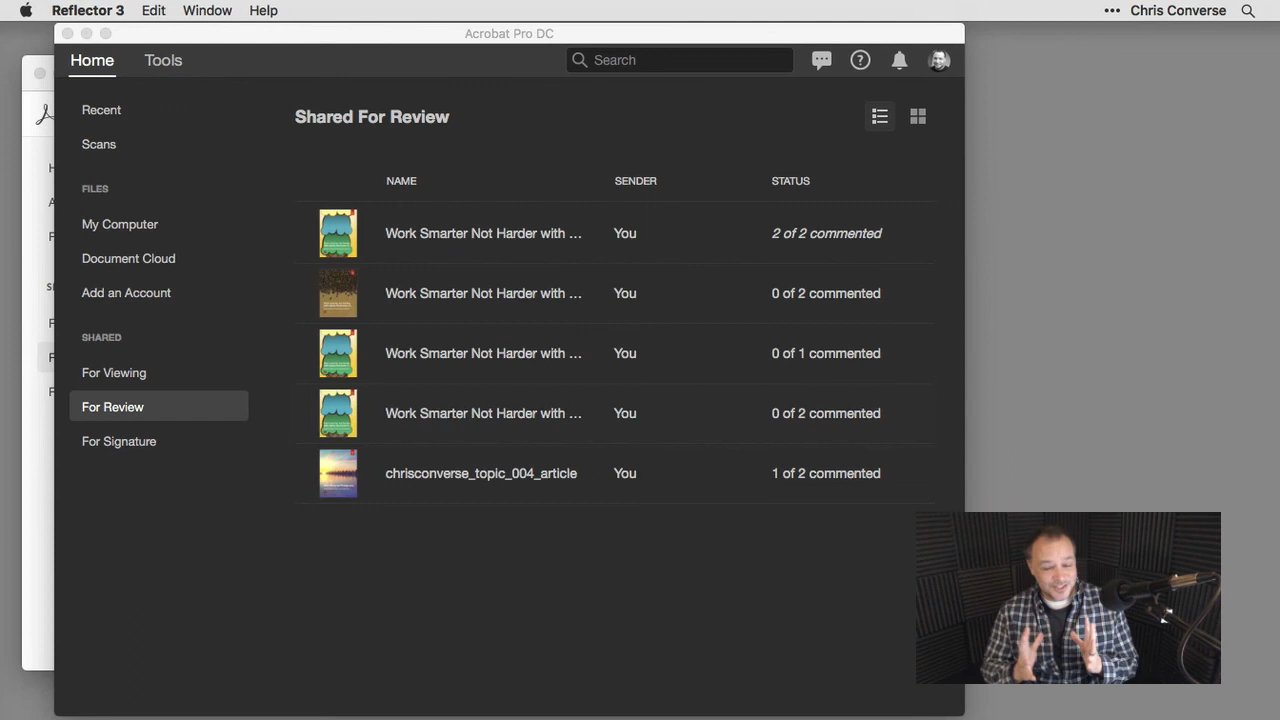 Reflector 3 Edit Window Help
Chris Converse
Acrobat Pro DC
Home Tools
Search
Recent
Scans
FILES
My Computer
Document Cloud
Add an Account
SHARED
For Viewing
For Review
For Signature
Shared For Review
NAME SENDER STATUS
Work Smarter Not Harder with ... You 2 of 2 commented
Work Smarter Not Harder with ... You 0 of 2 commented
Work Smarter Not Harder with ... You 0 of 1 commented
Work Smarter Not Harder with ... You 0 of 2 commented
chrisconverse_topic_004_article You 1 of 2 commented